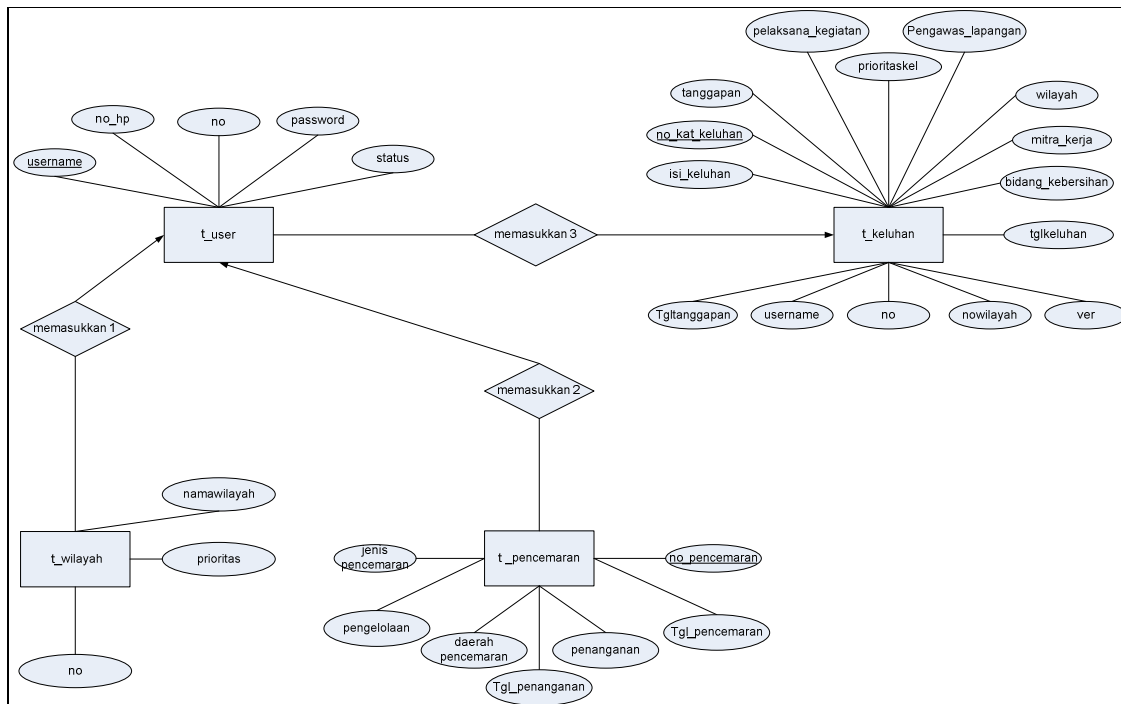 pelaksana_kegiatan
Pengawas_lapangan
prioritaskel
tanggapan
wilayah
no_hp
no
password
no_kat_keluhan
mitra_kerja
username
status
isi_keluhan
bidang_kebersihan
t_user
memasukkan 3
t_keluhan
tglkeluhan
Tgltanggapan
username
no
nowilayah
ver
memasukkan 1
memasukkan 2
namawilayah
t_wilayah
prioritas
jenis
pencemaran
t_pencemaran
no_pencemaran
pengelolaan
daerah
pencemaran
penanganan
Tgl_pencemaran
no
Tgl_penanganan